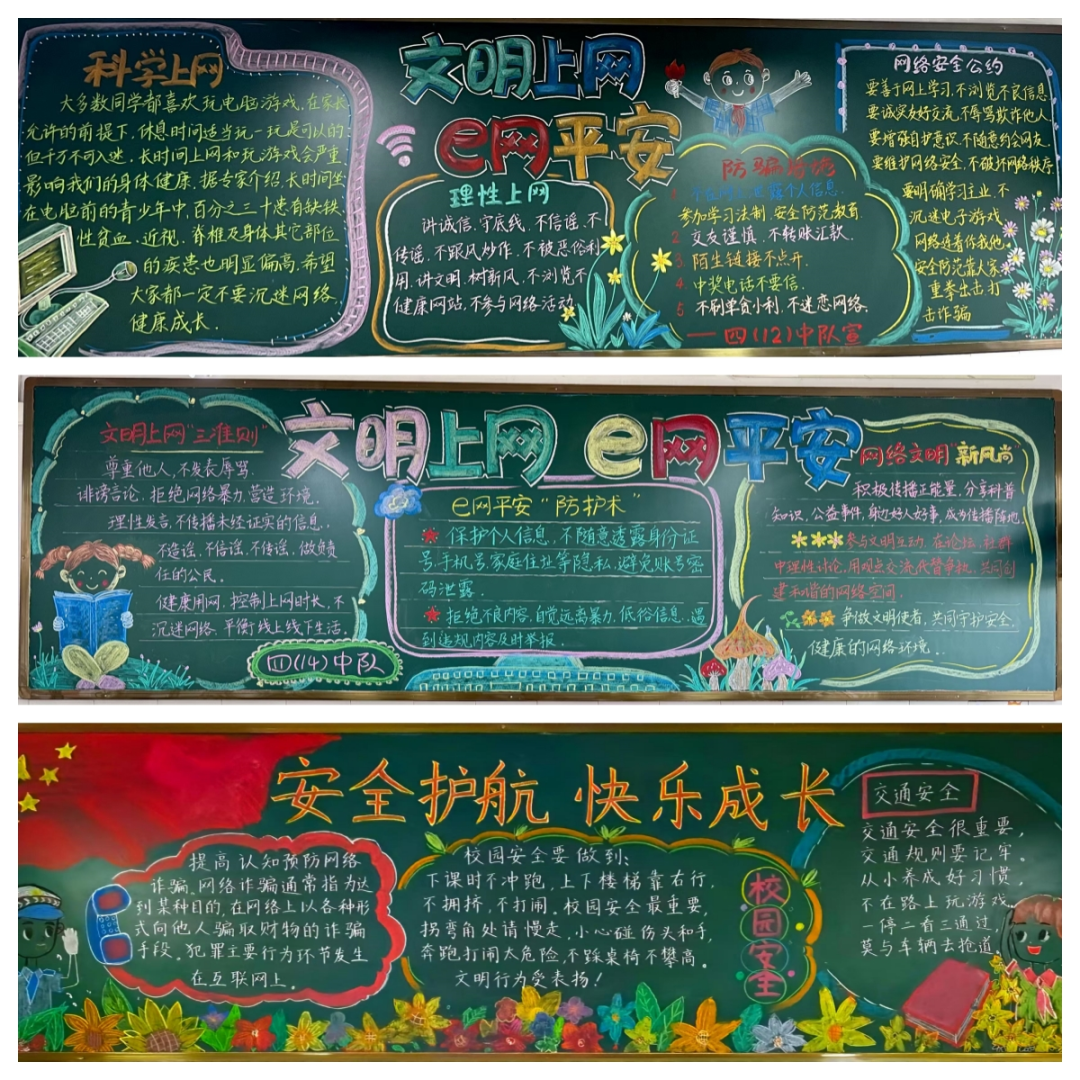 科学上网
大多数同学都喜欢玩电脑游戏.在家长
允许的前提下.休息时间适当玩一玩是可以的.
但千万不可入迷.长时间上网和玩游戏会严重
影响我们的身体健康.据专家介绍.长时间坐
在电脑前的青少年中,百分之三十患有缺铁
性贫血.近视.脊椎及身体其它部位
的疾患也明显偏高.希望
大家都一定不要沉迷网络.
健康成长.
文明上网
e网平安
理性上网
讲诚信.守底线.不信谣.不
传谣.不跟风炒作.不被恶俗利
用.讲文明.树新风.不浏览不
健康网站.不参与网络活动.
防骗
个人信息.
参加学习法制.安全防范教育.
2 交友谨慎.不转账汇款.
3 陌生链接不点开.
4 中奖电话不要信.
5 不刷单贪小利.不迷恋网络.
一四(12)中队宣
网络安全公约
要善于网上学习.不浏览不良信息
要诚实友好交流.不辱骂欺诈他人
要增强自护意识.不随意约会网友.
要维护网络安全.不破坏网络秩序.
要明确学习主业.不
沉迷电子游戏.
网络连着你我他.
安全防范靠大家.
重拳出击打
击诈骗
文明上网"三准则"
尊重他人,不发表辱骂.
诽谤言论.拒绝网络暴力.营造环境.
理性发言,不传播未经证实的信息.
不造谣.不信谣.不传谣.做负责
任的公民.
健康用网.控制上网时长.不
沉迷网络.平衡线上线下生活.
四(14)中队
文明上网 e网平安
e网平安"防护术"
保护个人信息,不随意透露身份证
号.手机号.家庭住址等隐私.避免账号密
码泄露.
拒绝不良内容.自觉远离暴力.低俗信息.遇
到违规内容及时举报.
网络文明"新风尚"
积极传播正能量.分享科普
知识.公益事件,身边好人好事,成为传播阵地.
参与文明互动.在论坛.社群
中理性讨论.用观点交流代替争执.共同创
建和谐的网络空间.
争做文明使者,共同守护安全.
健康的网络环境.
安全护航 快乐成长
提高认知预防网络
诈骗.网络诈骗通常指为达
到某种目的,在网络上以各种形
式向他人骗取财物的诈骗
手段。犯罪主要行为环节发生
在互联网上。
校园安全要做到:
下课时不冲跑,上下楼梯靠右行,
不拥挤,不打闹。校园安全最重要,
拐弯角处请慢走,小心碰伤头和手,
奔跑打闹太危险,不踩桌椅不攀高。
文明行为受表扬!
校园安全
交通安全
交通安全很重要,
交通规则要记牢。
从小养成好习惯,
不在路上玩游戏.
一停二看三通过,
莫与车辆去抢道